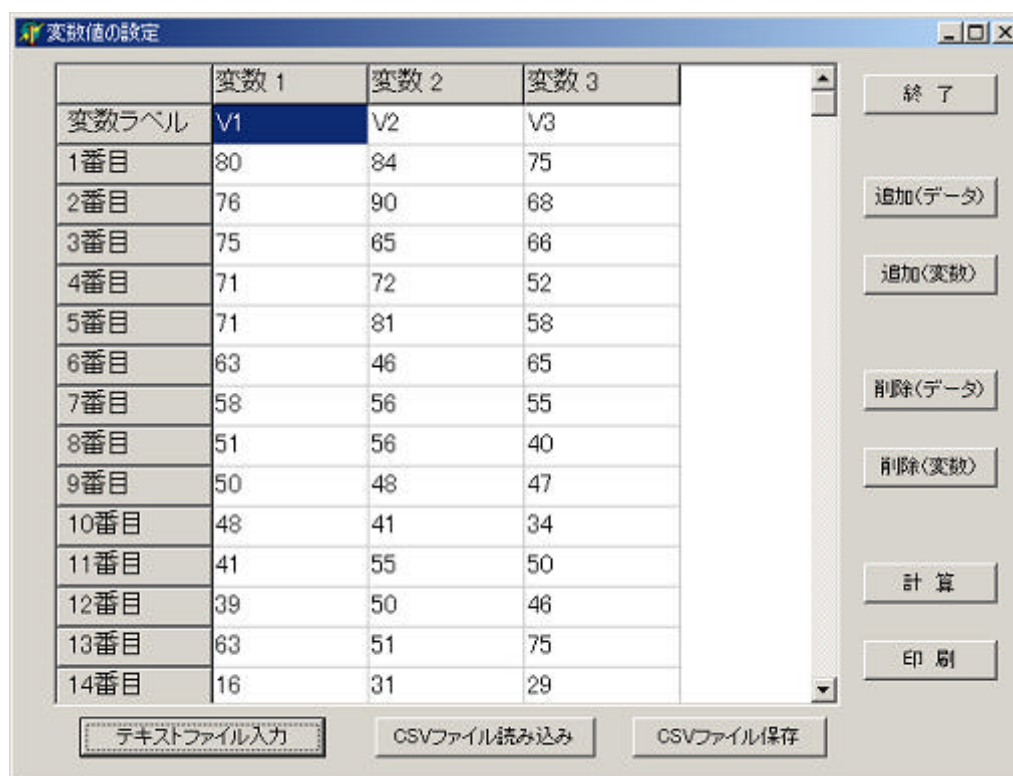 変数値の設定
変数 1 変数 2 変数 3
変数ラベル V1 V2 V3
1番目 80 84 75
2番目 76 90 68
3番目 75 65 66
4番目 71 72 52
5番目 71 81 58
6番目 63 46 65
7番目 58 56 55
8番目 51 56 40
9番目 50 48 47
10番目 48 41 34
11番目 41 55 50
12番目 39 50 46
13番目 63 51 75
14番目 16 31 29
終 了
追加(データ)
追加(変数)
削除(データ)
削除(変数)
計 算
印 刷
テキストファイル入力 CSVファイル読み込み CSVファイル保存